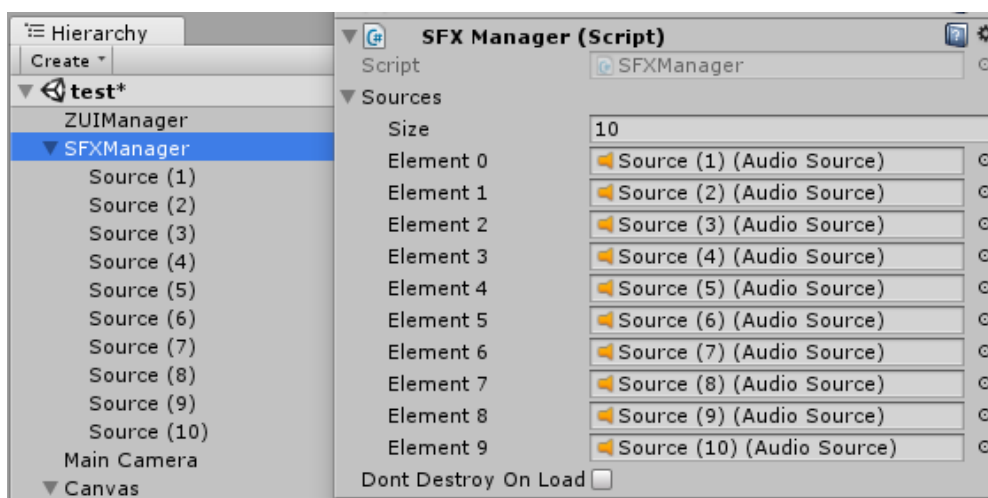 Hierarchy
Create
test*
ZUIManager
SFXManager
Source (1)
Source (2)
Source (3)
Source (4)
Source (5)
Source (6)
Source (7)
Source (8)
Source (9)
Source (10)
Main Camera
Canvas
SFX Manager (Script)
Script SFXManager
Sources
Size 10
Element 0 Source (1) (Audio Source)
Element 1 Source (2) (Audio Source)
Element 2 Source (3) (Audio Source)
Element 3 Source (4) (Audio Source)
Element 4 Source (5) (Audio Source)
Element 5 Source (6) (Audio Source)
Element 6 Source (7) (Audio Source)
Element 7 Source (8) (Audio Source)
Element 8 Source (9) (Audio Source)
Element 9 Source (10) (Audio Source)
Dont Destroy On Load